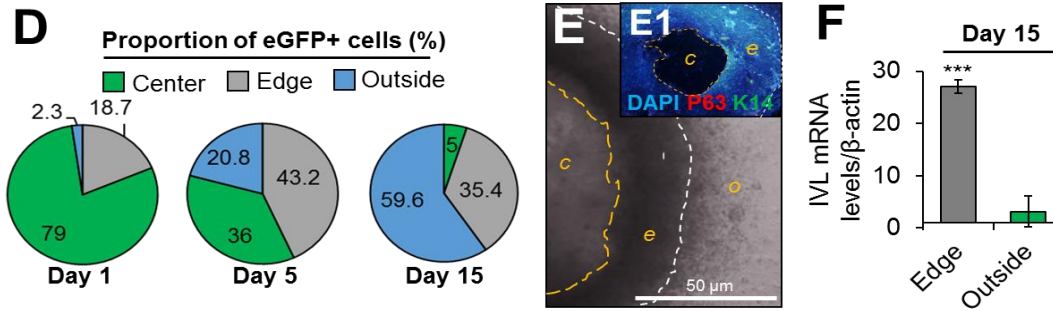 D
Proportion of eGFP+ cells (%)
Center Edge Outside
2.3 18.7
79
Day 1
20.8 43.2
36
Day 5
5
59.6 35.4
Day 15
E
c
e
o
50 µm
E1
c e
DAPI P63 K14
F
Day 15
IVL mRNA
levels/β-actin
30
20
10
0
***
Edge
Outside